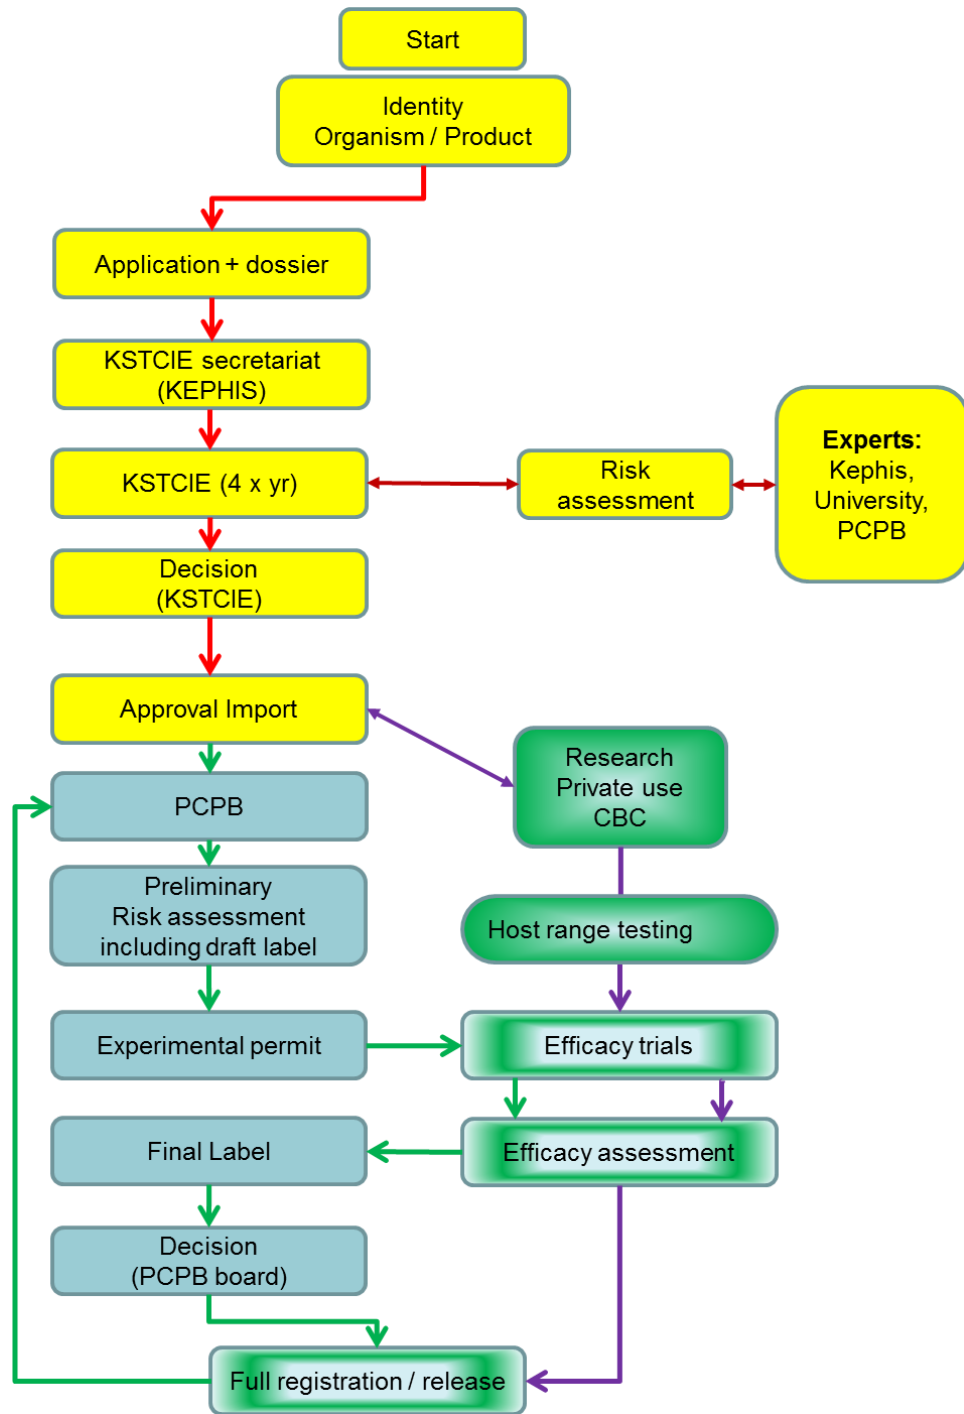 Start
Identity
Organism / Product
Application + dossier
KSTCIE secretariat
(KEPHIS)
KSTCIE (4 x yr)
Risk
assessment
Experts:
Kephis,
University,
PCPB
Decision
(KSTCIE)
Approval Import
Research
Private use
CBC
PCPB
Preliminary
Risk assessment
including draft label
Host range testing
Experimental permit
Efficacy trials
Final Label
Efficacy assessment
Decision
(PCPB board)
Full registration / release